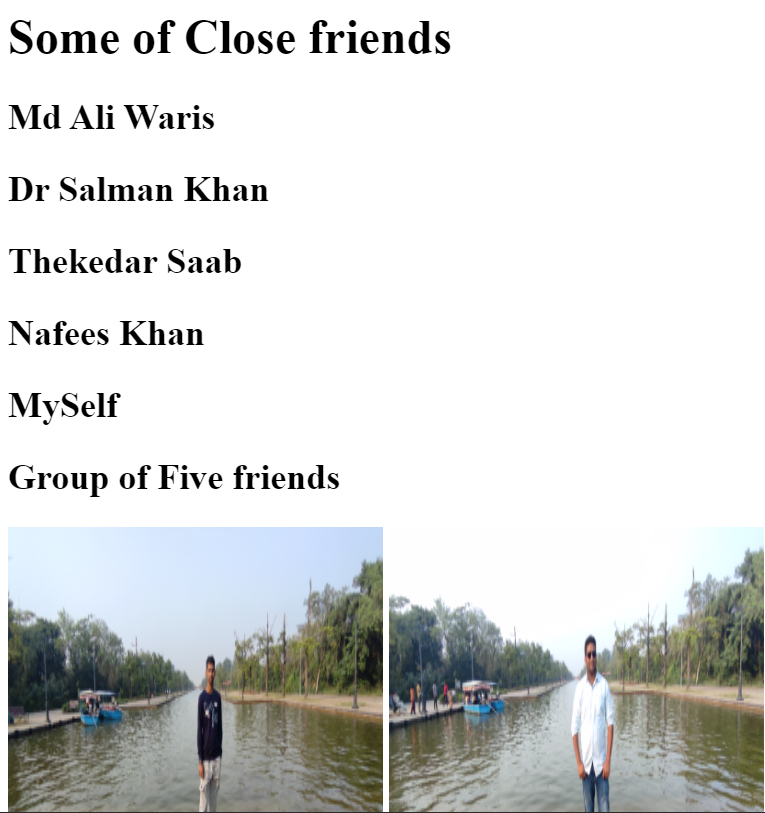 Some of Close friends
Md Ali Waris
Dr Salman Khan
Thekedar Saab
Nafees Khan
MySelf
Group of Five friends